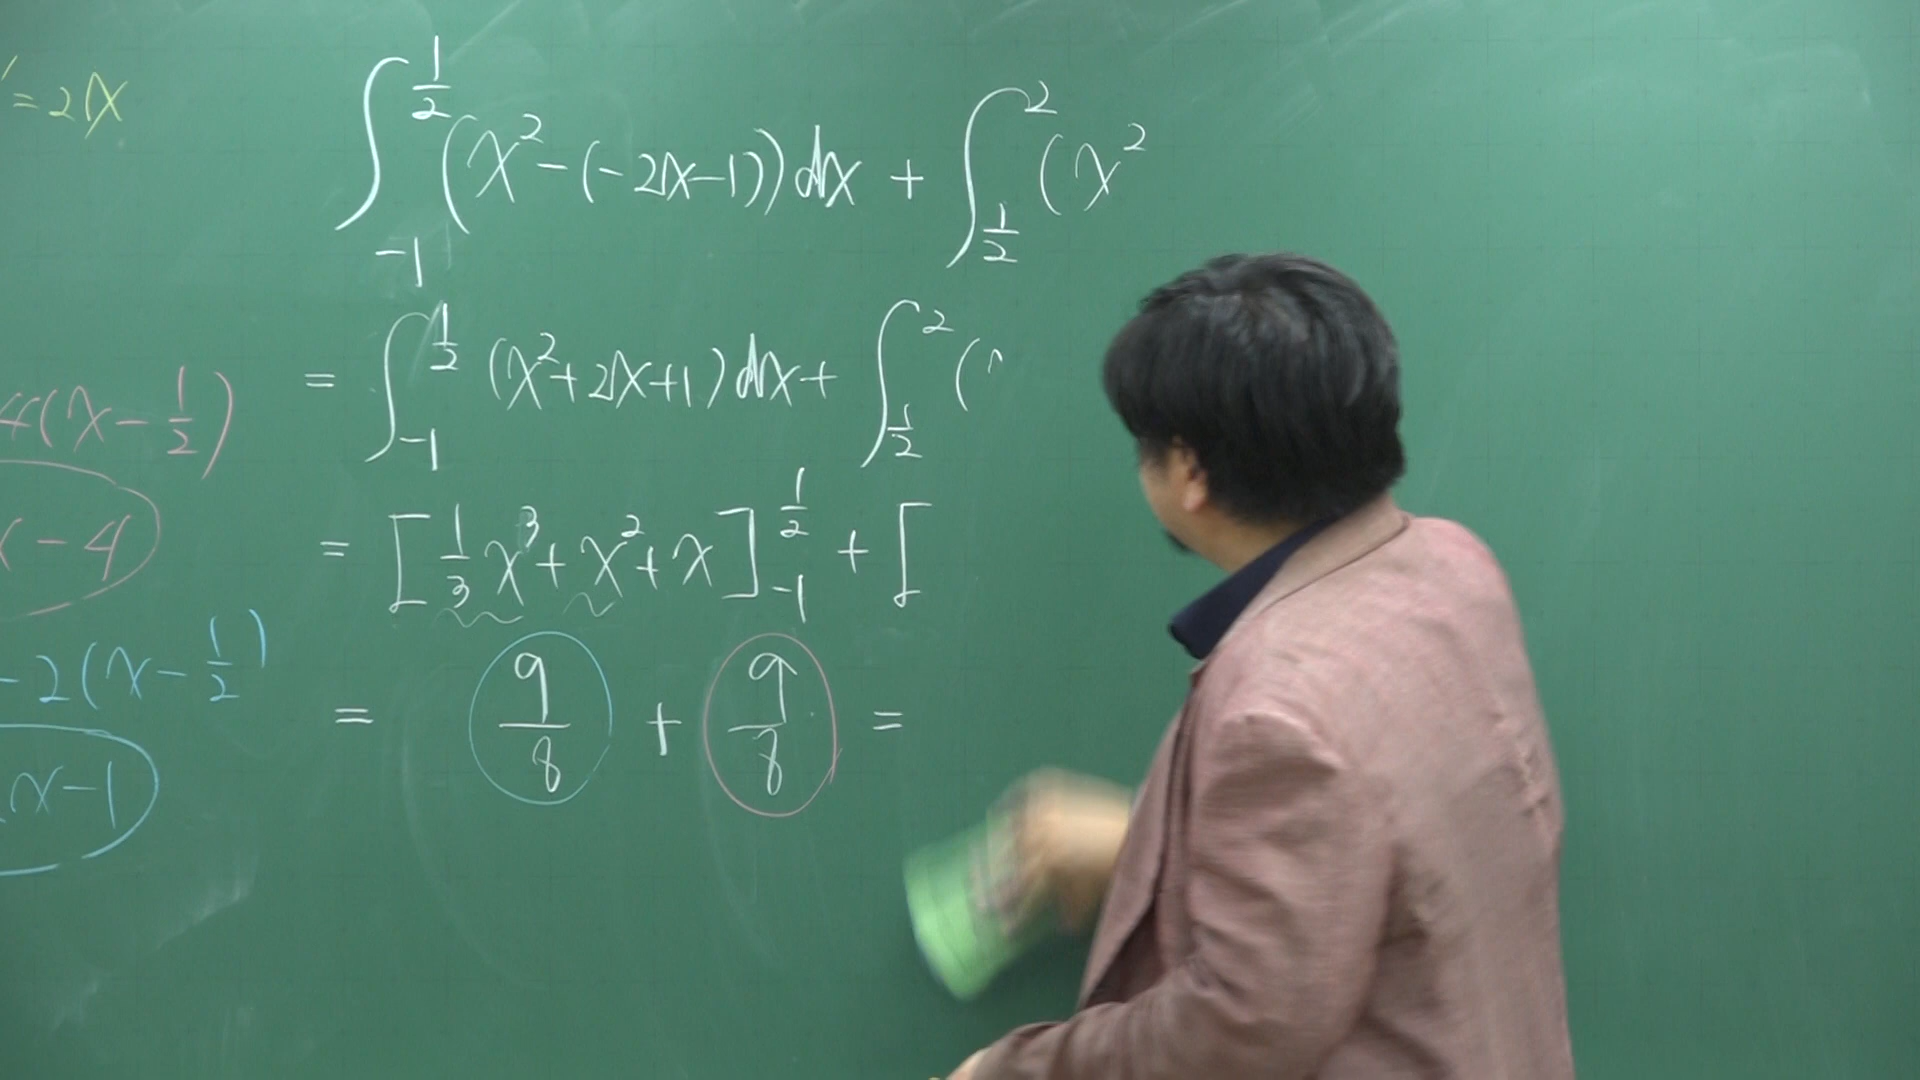 ′=2x
4(x-1/2)
x-4
-2(x-1/2)
x-1
∫_{-1}^{1/2} (x²-(-2x-1))dx + ∫_{1/2}^{2} (x²
= ∫_{-1}^{1/2} (x²+2x+1)dx + ∫_{1/2}^{2} (
= [1/3 x³+x²+x]_{-1}^{1/2} + [
= 9/8 + 9/8 =